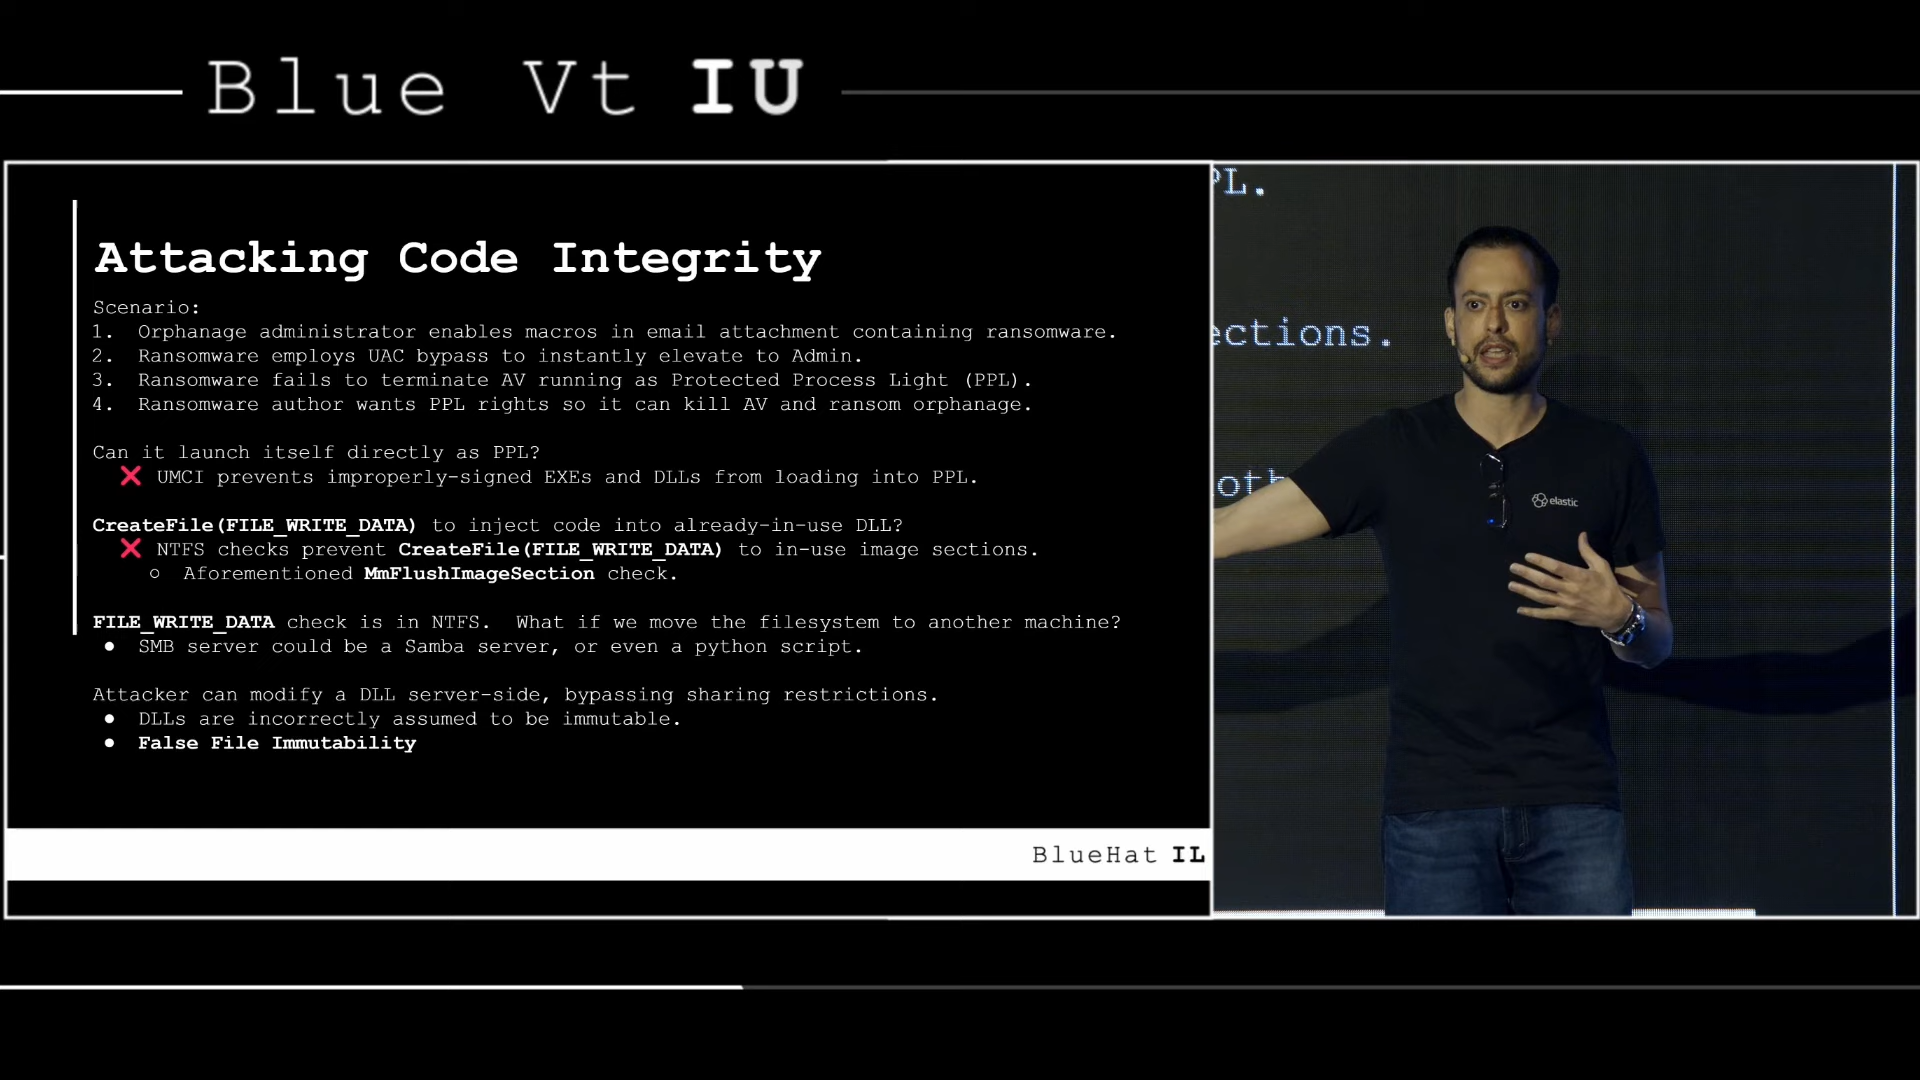 Blue Vt IU
Attacking Code Integrity
Scenario:
1. Orphanage administrator enables macros in email attachment containing ransomware.
2. Ransomware employs UAC bypass to instantly elevate to Admin.
3. Ransomware fails to terminate AV running as Protected Process Light (PPL).
4. Ransomware author wants PPL rights so it can kill AV and ransom orphanage.
Can it launch itself directly as PPL?
❌ UMCI prevents improperly-signed EXEs and DLLs from loading into PPL.
CreateFile(FILE_WRITE_DATA) to inject code into already-in-use DLL?
❌ NTFS checks prevent CreateFile(FILE_WRITE_DATA) to in-use image sections.
○ Aforementioned MmFlushImageSection check.
FILE_WRITE_DATA check is in NTFS. What if we move the filesystem to another machine?
● SMB server could be a Samba server, or even a python script.
Attacker can modify a DLL server-side, bypassing sharing restrictions.
● DLLs are incorrectly assumed to be immutable.
● False File Immutability
BlueHat IL
PL.
ections.
oth
elastic